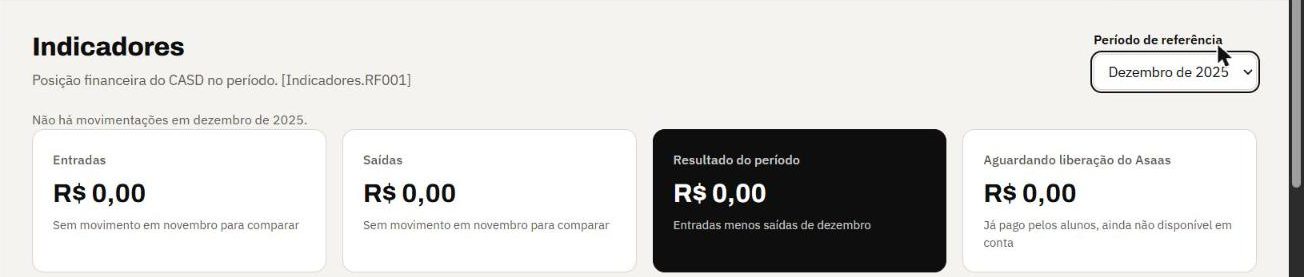 Indicadores
Posição financeira do CASD no período. [Indicadores.RF001]
Período de referência
Dezembro de 2025
Não há movimentações em dezembro de 2025.
Entradas
R$ 0,00
Sem movimento em novembro para comparar
Saídas
R$ 0,00
Sem movimento em novembro para comparar
Resultado do período
R$ 0,00
Entradas menos saídas de dezembro
Aguardando liberação do Asaas
R$ 0,00
Já pago pelos alunos, ainda não disponível em
conta